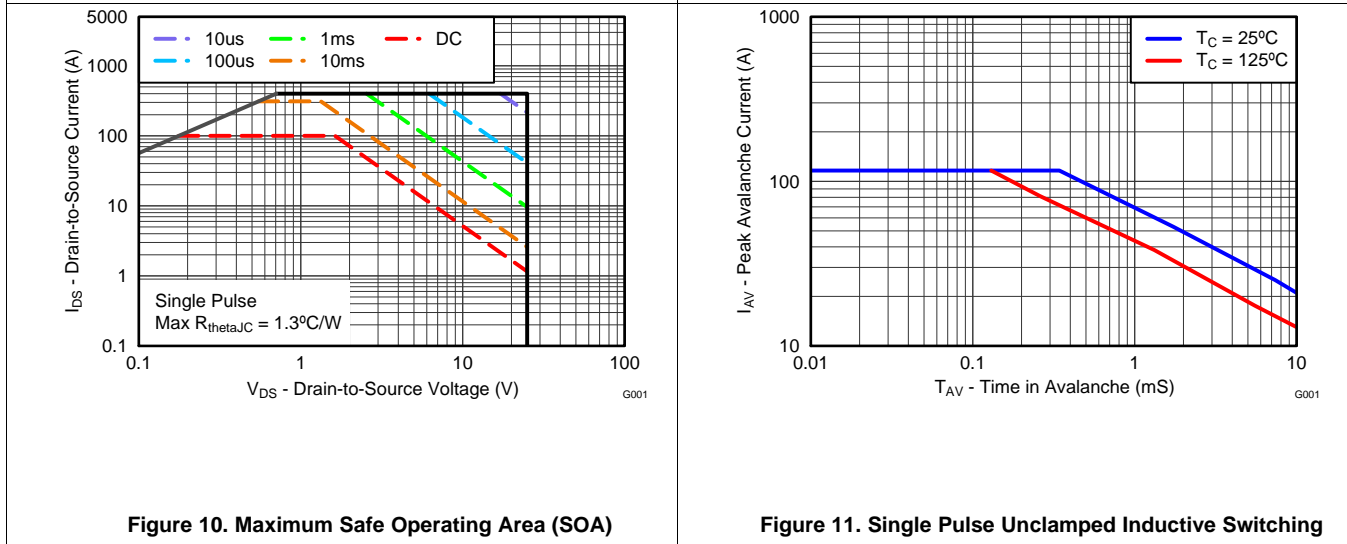 I_DS - Drain-to-Source Current (A)
5000
1000
100
10
1
0.1
10us
1ms
DC
100us
10ms
Single Pulse
Max R_thetaJC = 1.3ºC/W
0.1
1
10
100
V_DS - Drain-to-Source Voltage (V)
G001
Figure 10. Maximum Safe Operating Area (SOA)
I_AV - Peak Avalanche Current (A)
1000
100
10
T_C = 25ºC
T_C = 125ºC
0.01
0.1
1
10
T_AV - Time in Avalanche (mS)
G001
Figure 11. Single Pulse Unclamped Inductive Switching